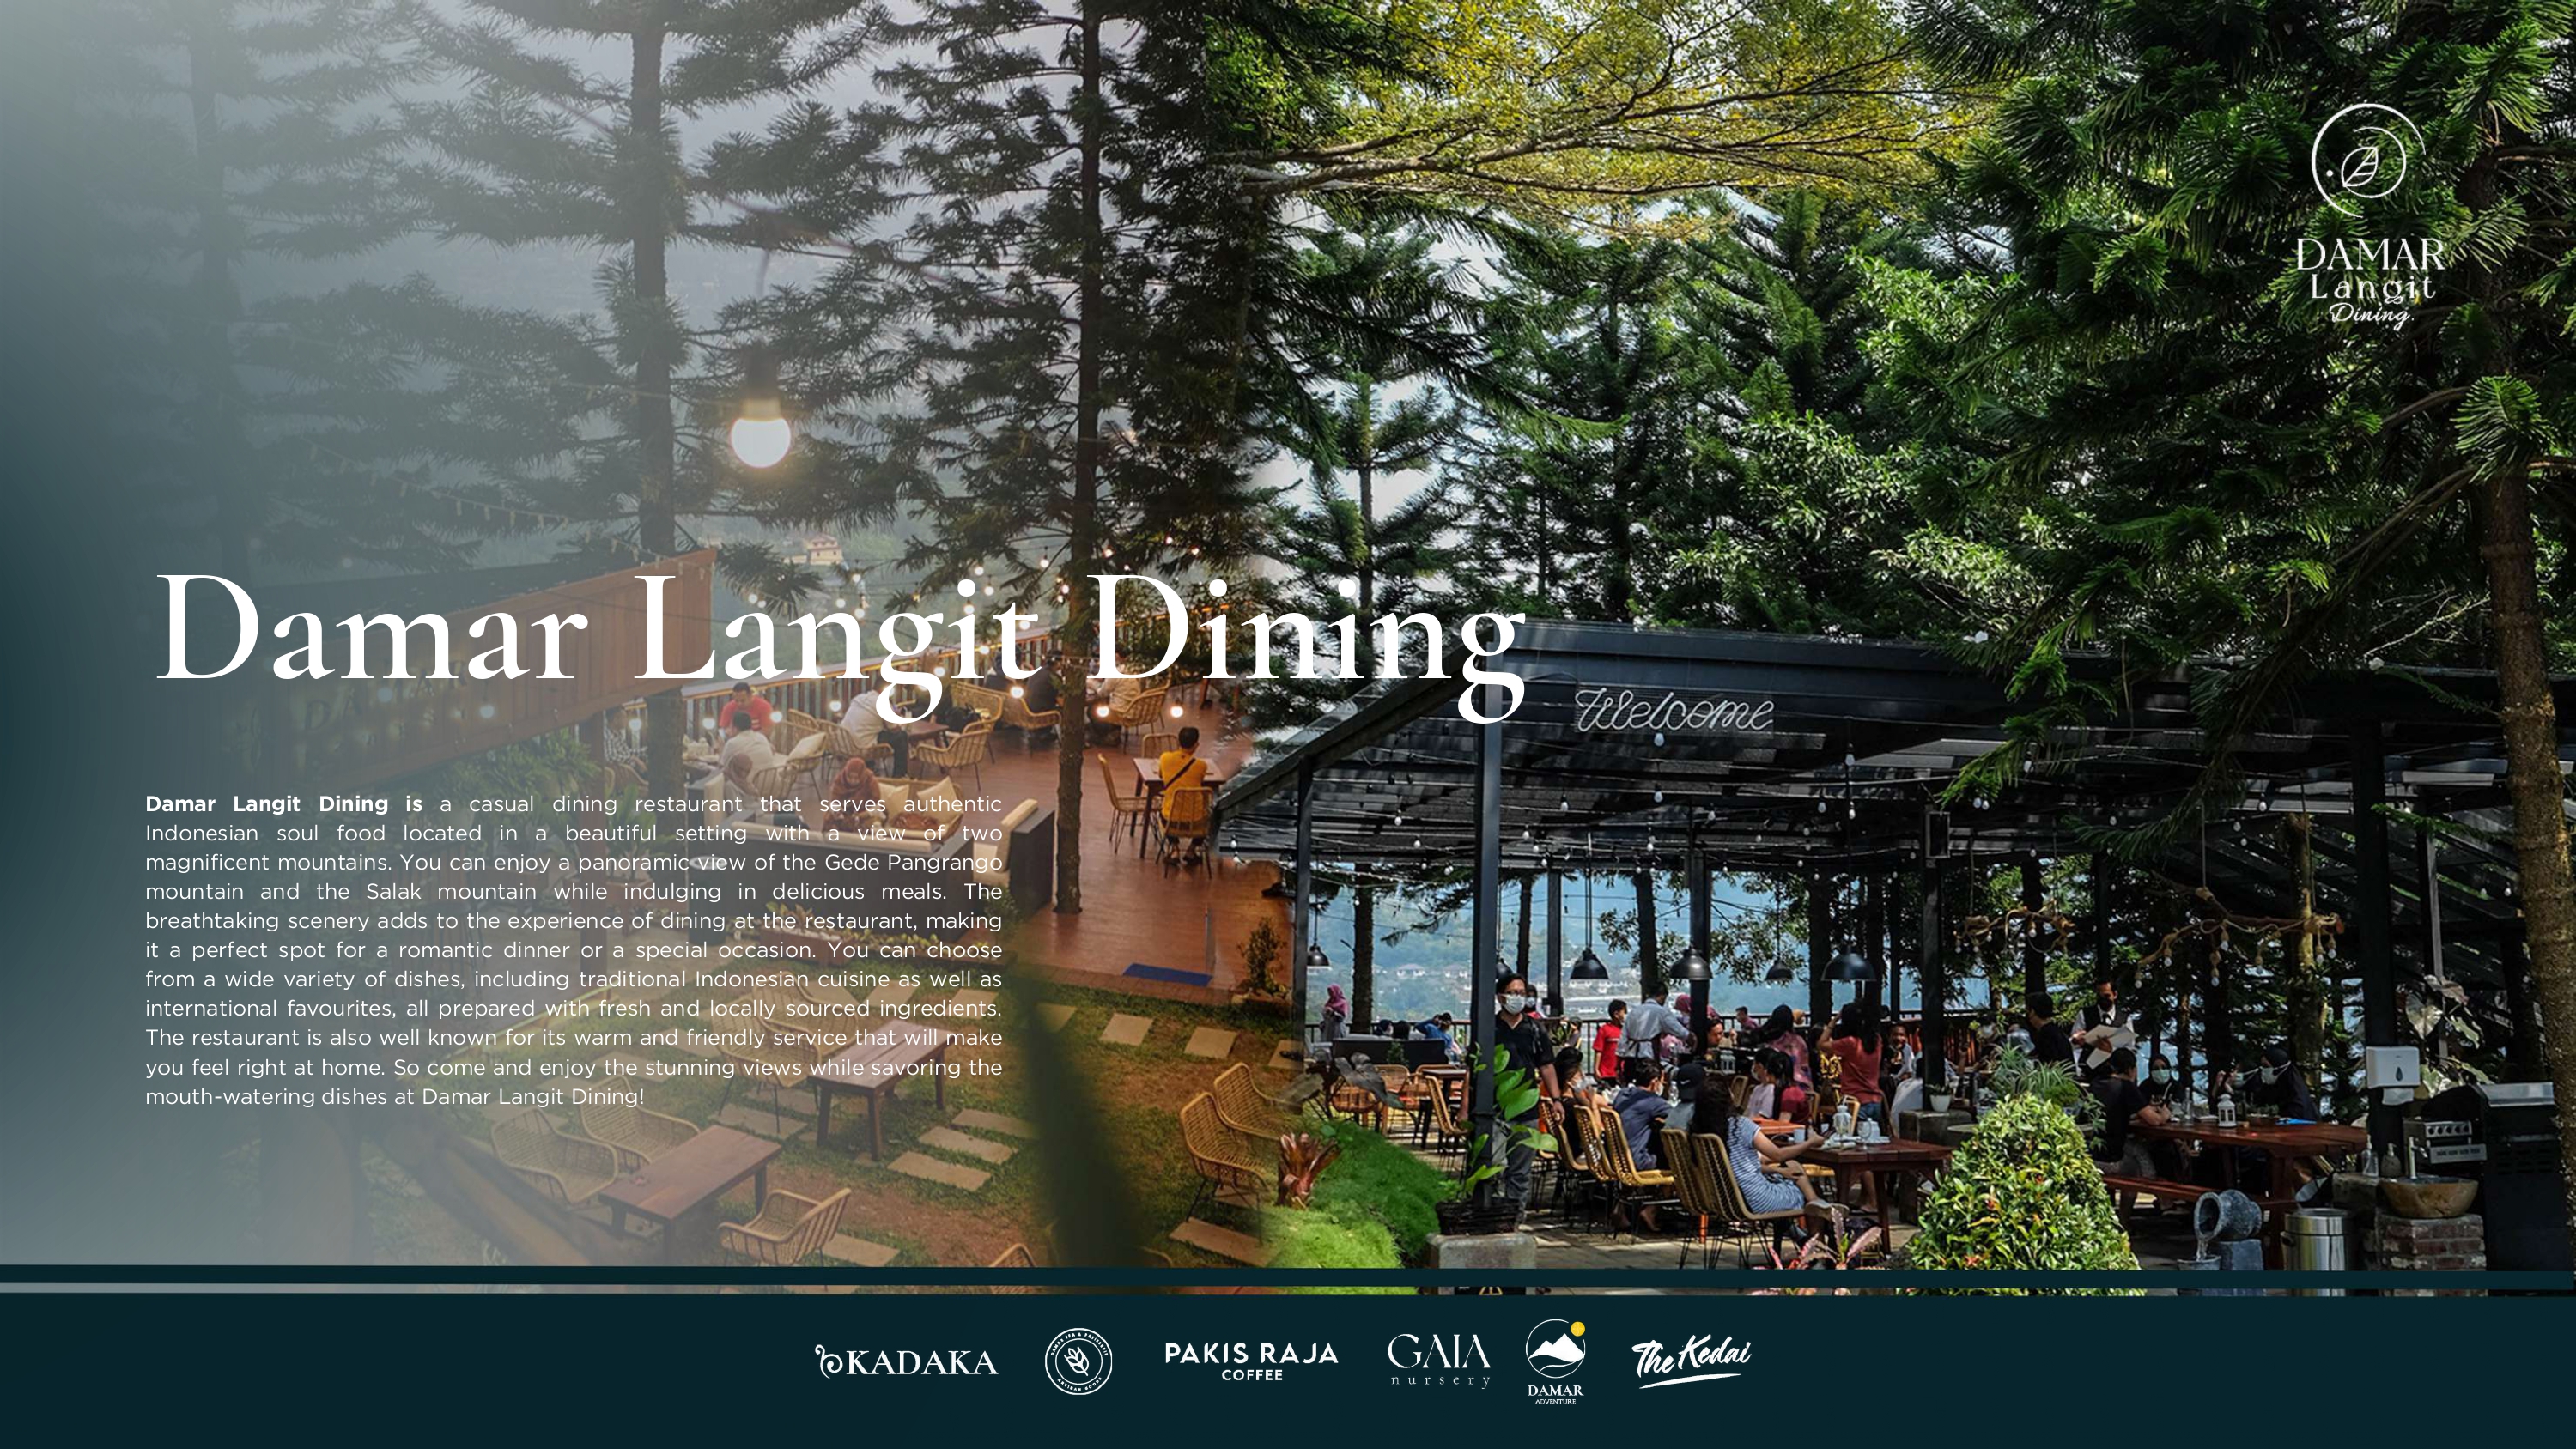 DAMAR
Langit
Dining
Damar Langit Dining
Welcome
Damar Langit Dining is a casual dining restaurant that serves authentic
Indonesian soul food located in a beautiful setting with a view of two
magnificent mountains. You can enjoy a panoramic view of the Gede Pangrango
mountain and the Salak mountain while indulging in delicious meals. The
breathtaking scenery adds to the experience of dining at the restaurant, making
it a perfect spot for a romantic dinner or a special occasion. You can choose
from a wide variety of dishes, including traditional Indonesian cuisine as well as
international favourites, all prepared with fresh and locally sourced ingredients.
The restaurant is also well known for its warm and friendly service that will make
you feel right at home. So come and enjoy the stunning views while savoring the
mouth-watering dishes at Damar Langit Dining!
KADAKA
PAKIS RAJA
COFFEE
GAIA
nursery
DAMAR
ADVENTURE
The Kedai